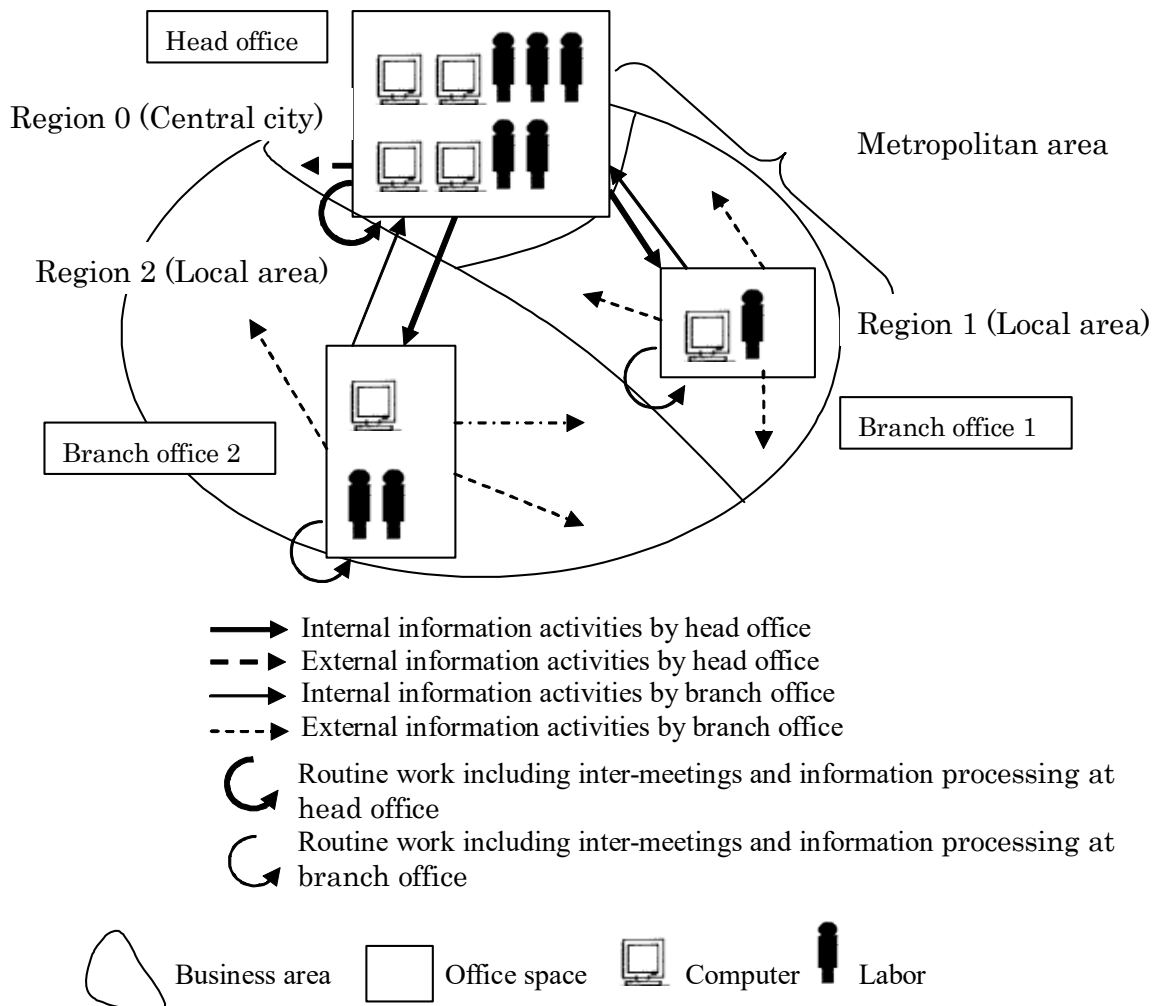 Head office
Region 0 (Central city)
Metropolitan area
Region 2 (Local area)
Region 1 (Local area)
Branch office 1
Branch office 2
Internal information activities by head office
External information activities by head office
Internal information activities by branch office
External information activities by branch office
Routine work including inter-meetings and information processing at
head office
Routine work including inter-meetings and information processing at
branch office
Business area
Office space
Computer
Labor